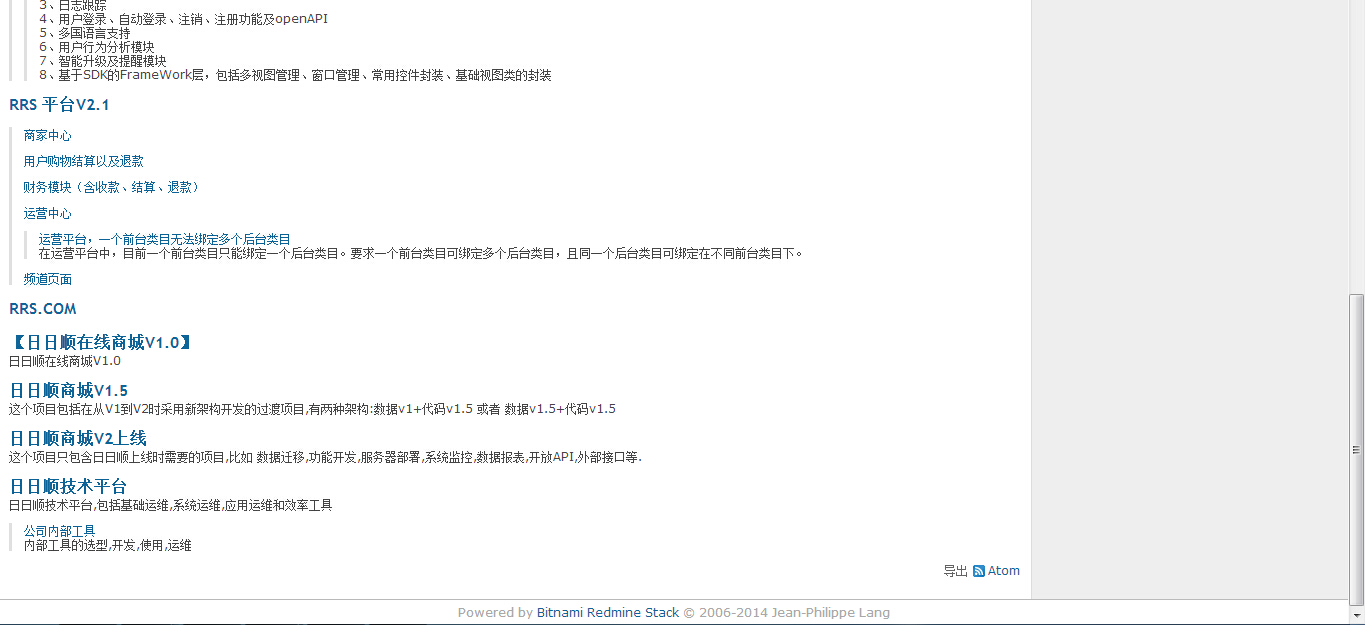 3、日志跟踪
4、用户登录、自动登录、注销、注册功能及openAPI
5、多国语言支持
6、用户行为分析模块
7、智能升级及提醒模块
8、基于SDK的FrameWork层，包括多视图管理、窗口管理、常用控件封装、基础视图类的封装
RRS 平台V2.1
商家中心
用户购物结算以及退款
财务模块（含收款、结算、退款）
运营中心
运营平台，一个前台类目无法绑定多个后台类目
在运营平台中，目前一个前台类目只能绑定一个后台类目。要求一个前台类目可绑定多个后台类目，且同一个后台类目可绑定在不同前台类目下。
频道页面
RRS.COM
【日日顺在线商城V1.0】
日日顺在线商城V1.0
日日顺商城V1.5
这个项目包括在从V1到V2时采用新架构开发的过渡项目,有两种架构:数据v1+代码v1.5 或者 数据v1.5+代码v1.5
日日顺商城V2上线
这个项目只包含日日顺上线时需要的项目,比如 数据迁移,功能开发,服务器部署,系统监控,数据报表,开放API,外部接口等.
日日顺技术平台
日日顺技术平台,包括基础运维,系统运维,应用运维和效率工具
公司内部工具
内部工具的选型,开发,使用,运维
导出 Atom
Powered by Bitnami Redmine Stack © 2006-2014 Jean-Philippe Lang